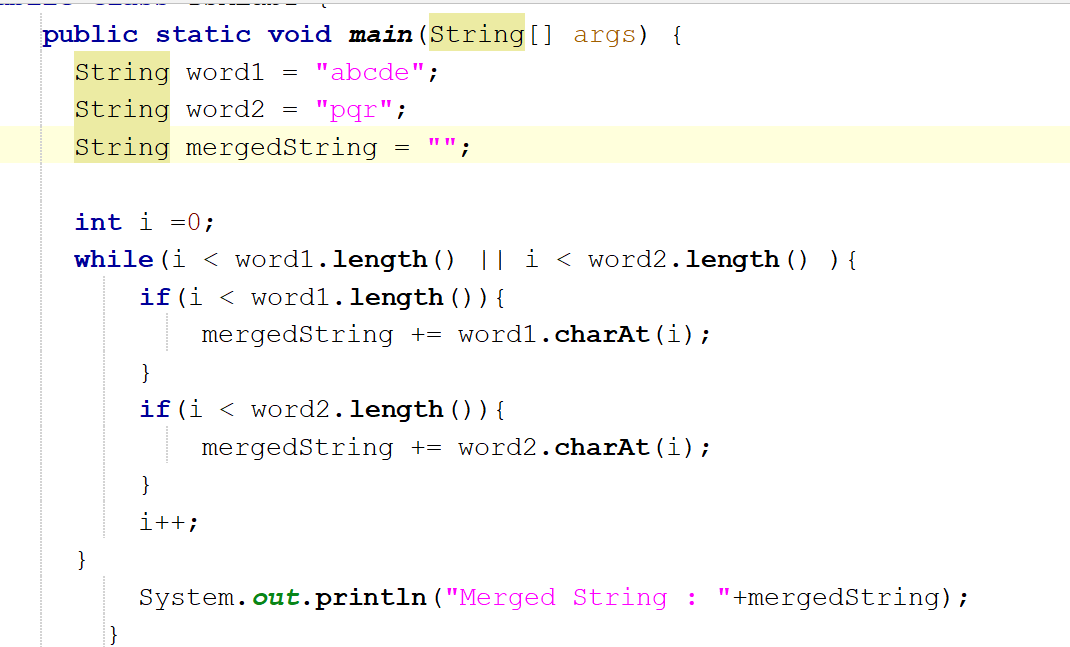 public static void main(String[] args) {
String word1 = "abcde";
String word2 = "pqr";
String mergedString = "";
int i =0;
while(i < word1.length() || i < word2.length() ){
if(i < word1.length()){
mergedString += word1.charAt(i);
}
if(i < word2.length()){
mergedString += word2.charAt(i);
}
i++;
}
System.out.println("Merged String : "+mergedString);
}